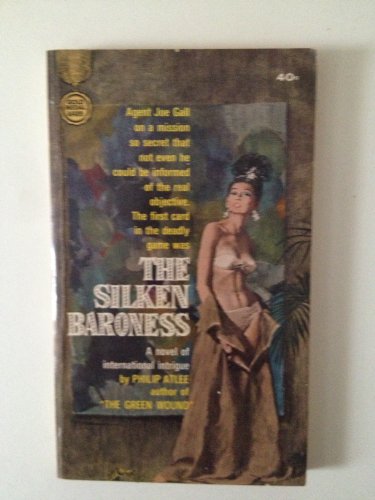 GOLD
MEDAL
40¢
Agent Joe Gall
on a mission
so secret that
not even he
could be informed
of the real
objective.
The first card
in the deadly
game was
THE
SILKEN
BARONESS
A novel of
international intrigue
by PHILIP ATLEE
author of
"THE GREEN WOUND"